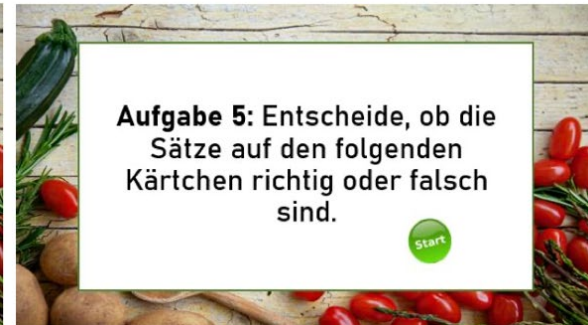 Aufgabe 5: Entscheide, ob die
Sätze auf den folgenden
Kärtchen richtig oder falsch
sind.
Start